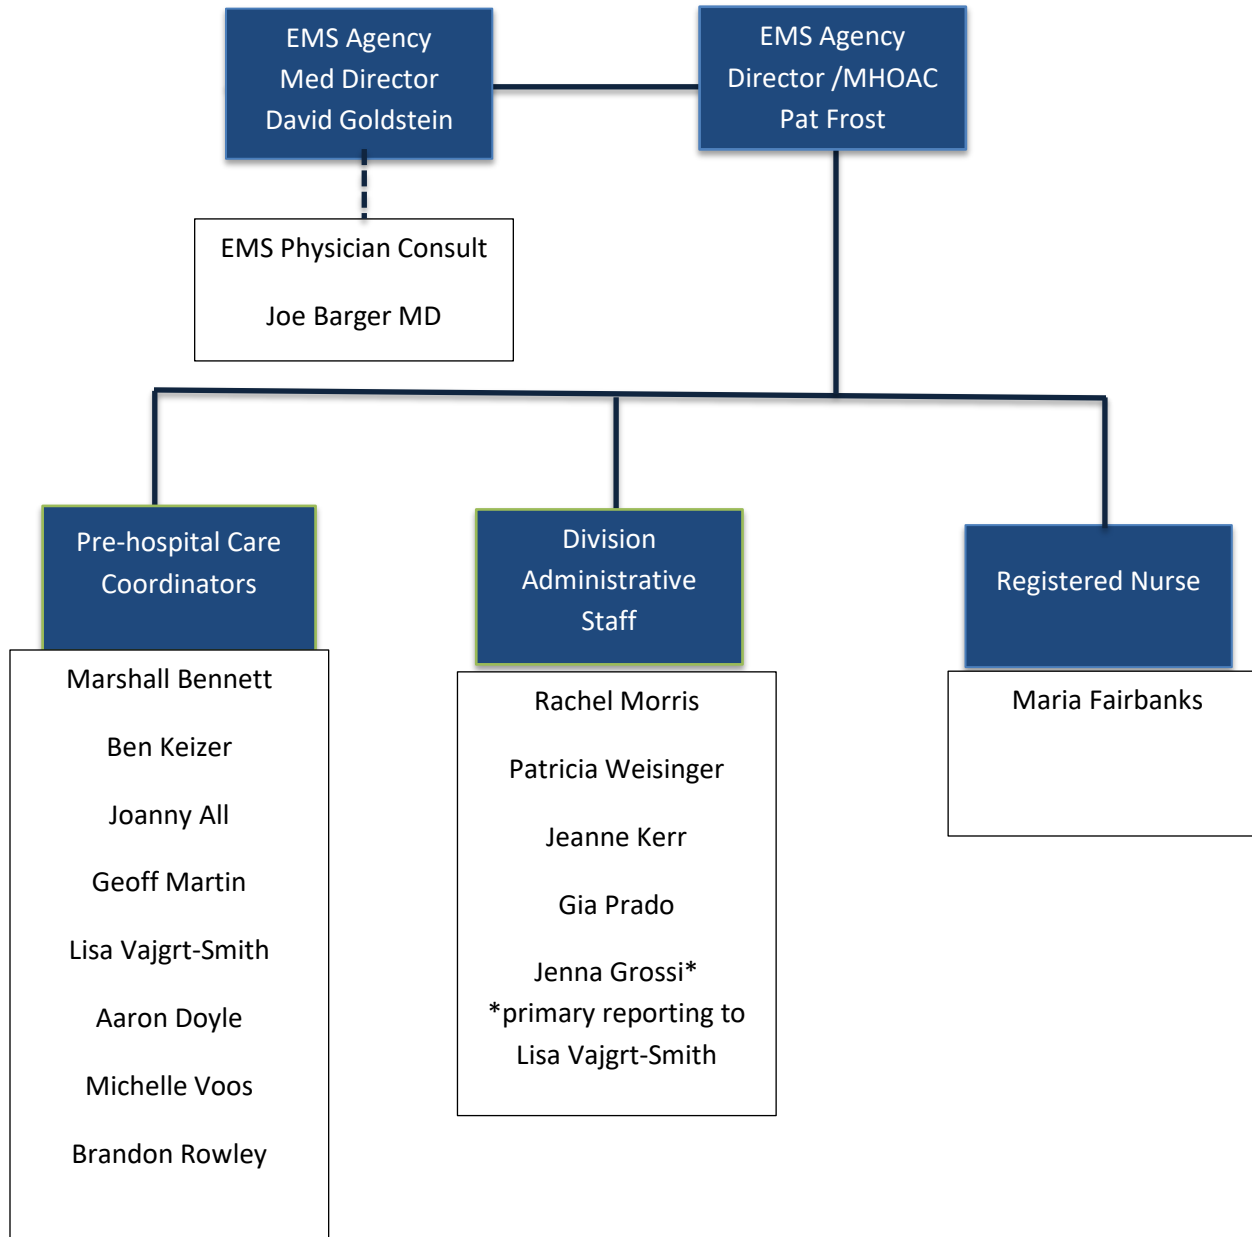 EMS Agency
Med Director
David Goldstein
EMS Agency
Director /MHOAC
Pat Frost
EMS Physician Consult
Joe Barger MD
Pre-hospital Care
Coordinators
Marshall Bennett
Ben Keizer
Joanny All
Geoff Martin
Lisa Vajgrt-Smith
Aaron Doyle
Michelle Voos
Brandon Rowley
Division
Administrative
Staff
Rachel Morris
Patricia Weisinger
Jeanne Kerr
Gia Prado
Jenna Grossi*
*primary reporting to
Lisa Vajgrt-Smith
Registered Nurse
Maria Fairbanks